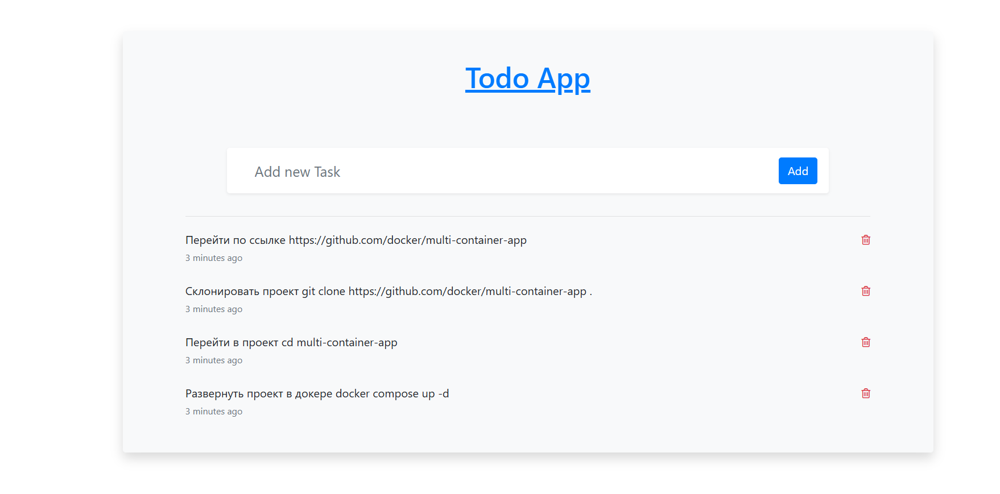 Todo App
Add new Task
Add
Перейти по ссылке https://github.com/docker/multi-container-app
3 minutes ago
Склонировать проект git clone https://github.com/docker/multi-container-app .
3 minutes ago
Перейти в проект cd multi-container-app
3 minutes ago
Развернуть проект в докере docker compose up -d
3 minutes ago